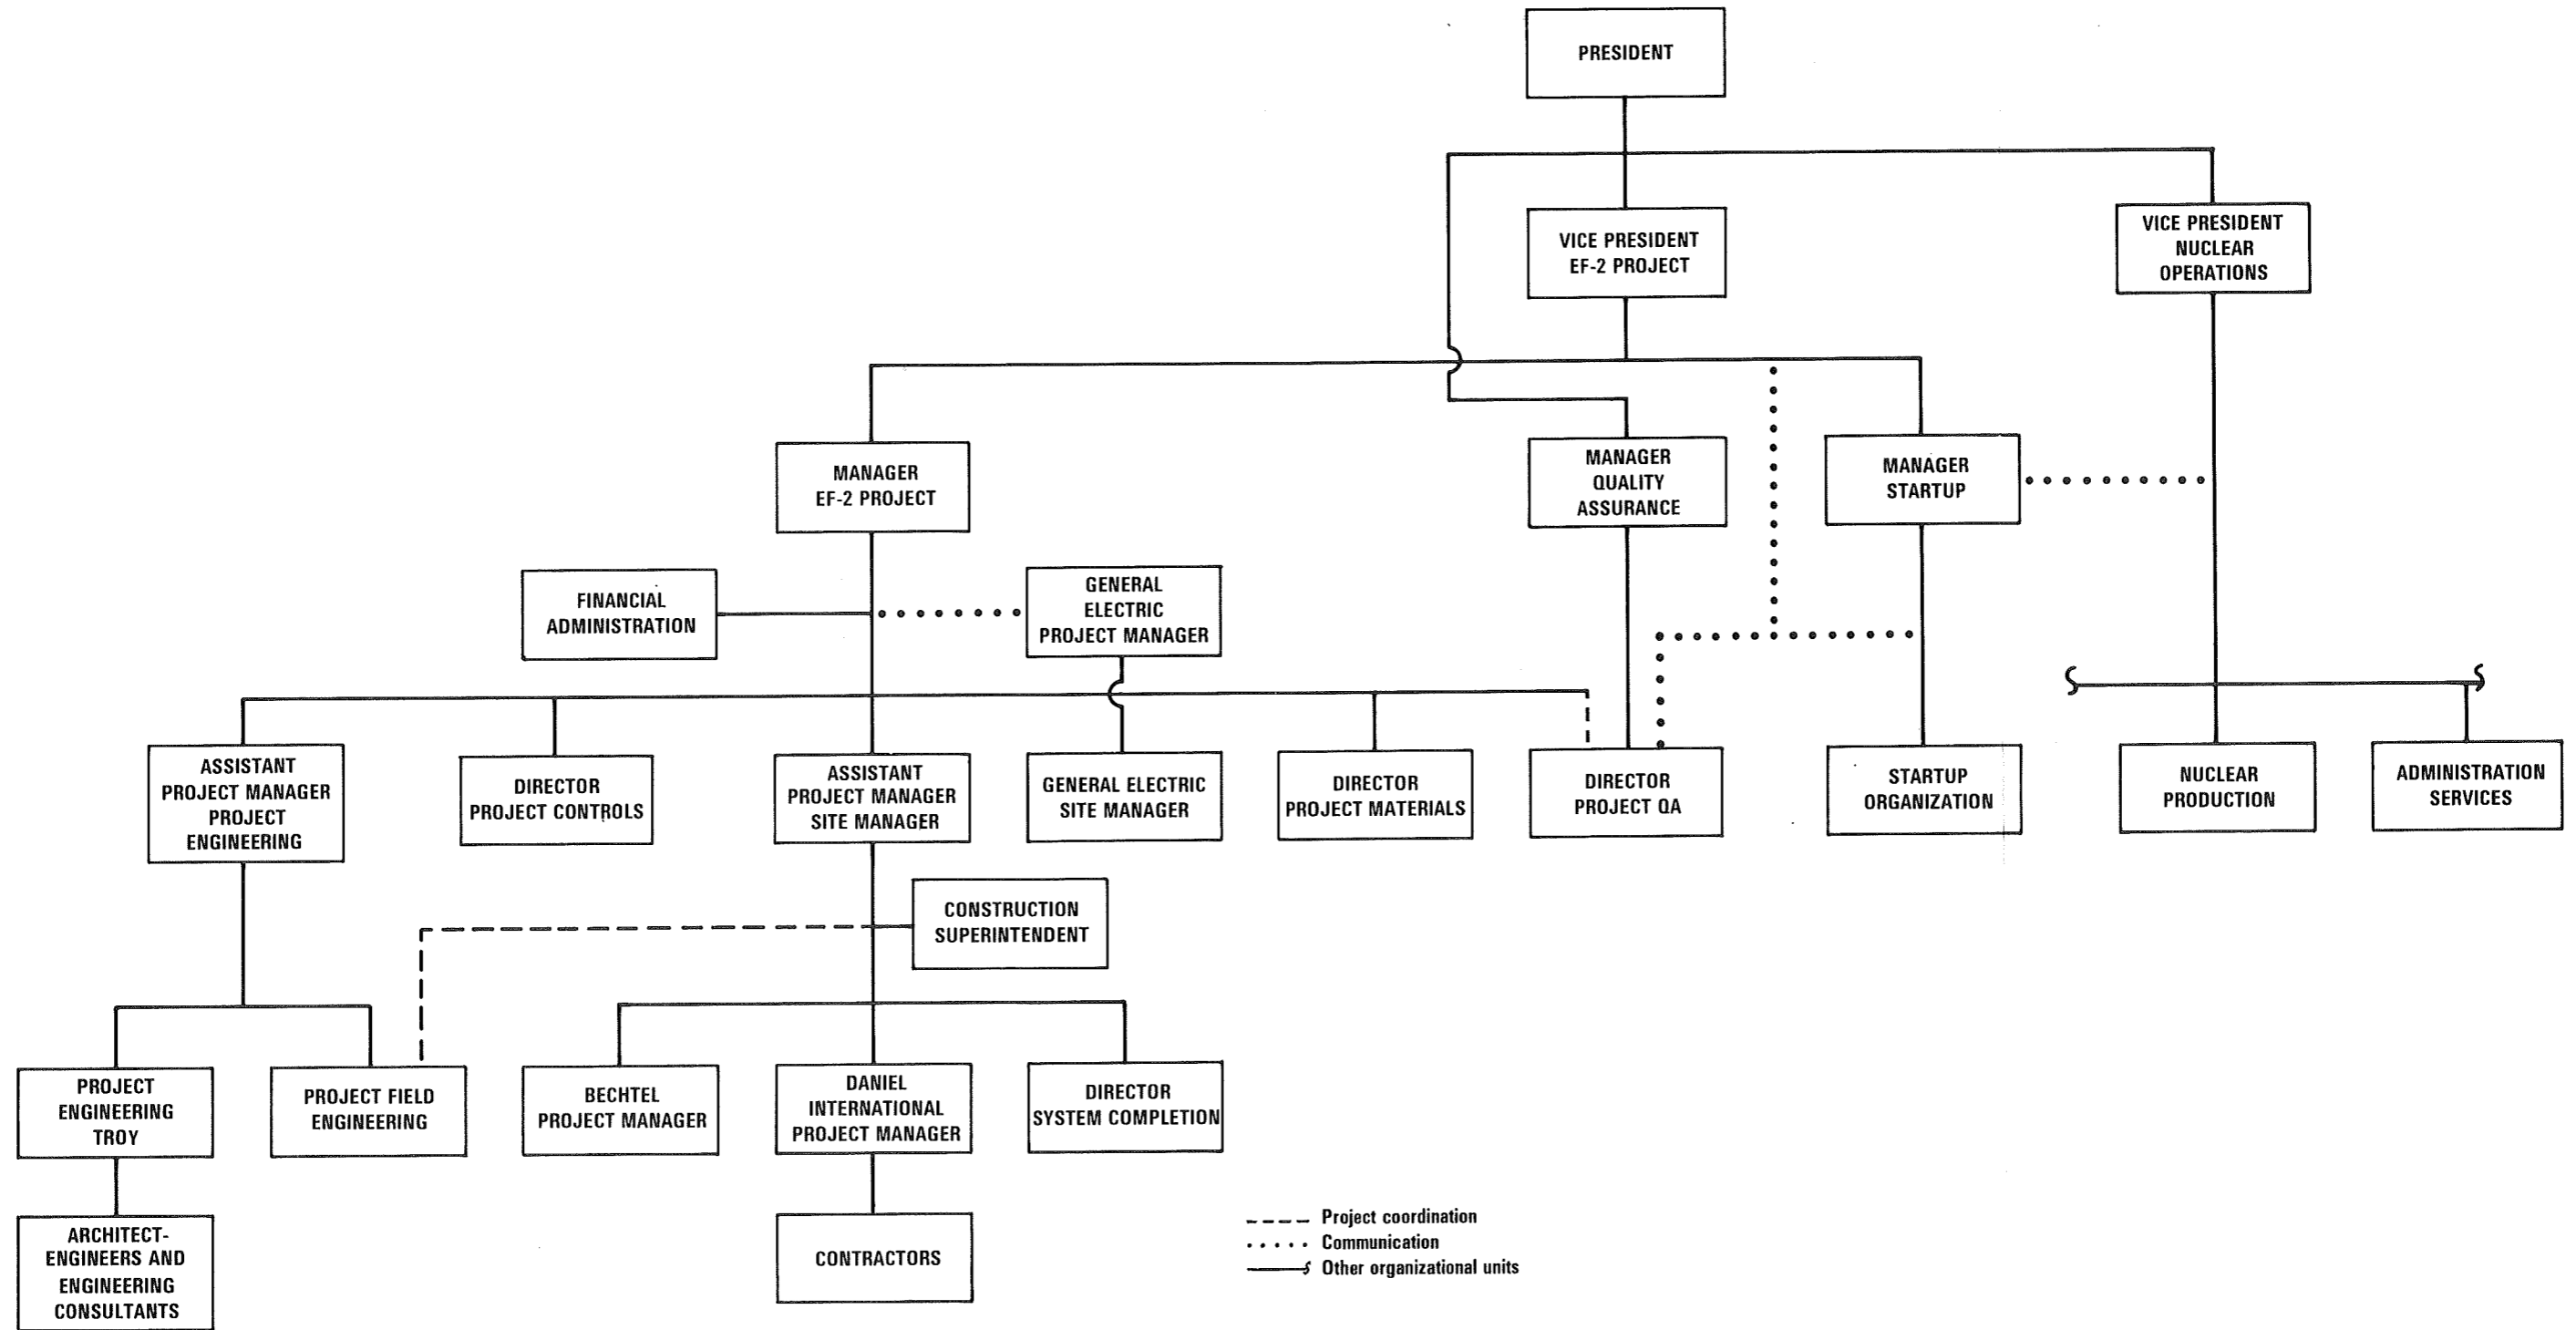 PRESIDENT
VICE PRESIDENT
EF-2 PROJECT
VICE PRESIDENT
NUCLEAR
OPERATIONS
MANAGER
EF-2 PROJECT
MANAGER
QUALITY
ASSURANCE
MANAGER
STARTUP
FINANCIAL
ADMINISTRATION
GENERAL
ELECTRIC
PROJECT MANAGER
ASSISTANT
PROJECT MANAGER
PROJECT
ENGINEERING
DIRECTOR
PROJECT CONTROLS
ASSISTANT
PROJECT MANAGER
SITE MANAGER
GENERAL ELECTRIC
SITE MANAGER
DIRECTOR
PROJECT MATERIALS
DIRECTOR
PROJECT QA
STARTUP
ORGANIZATION
NUCLEAR
PRODUCTION
ADMINISTRATION
SERVICES
CONSTRUCTION
SUPERINTENDENT
PROJECT
ENGINEERING
TROY
PROJECT FIELD
ENGINEERING
BECHTEL
PROJECT MANAGER
DANIEL
INTERNATIONAL
PROJECT MANAGER
DIRECTOR
SYSTEM COMPLETION
ARCHITECT-
ENGINEERS AND
ENGINEERING
CONSULTANTS
CONTRACTORS
Project coordination
Communication
Other organizational units